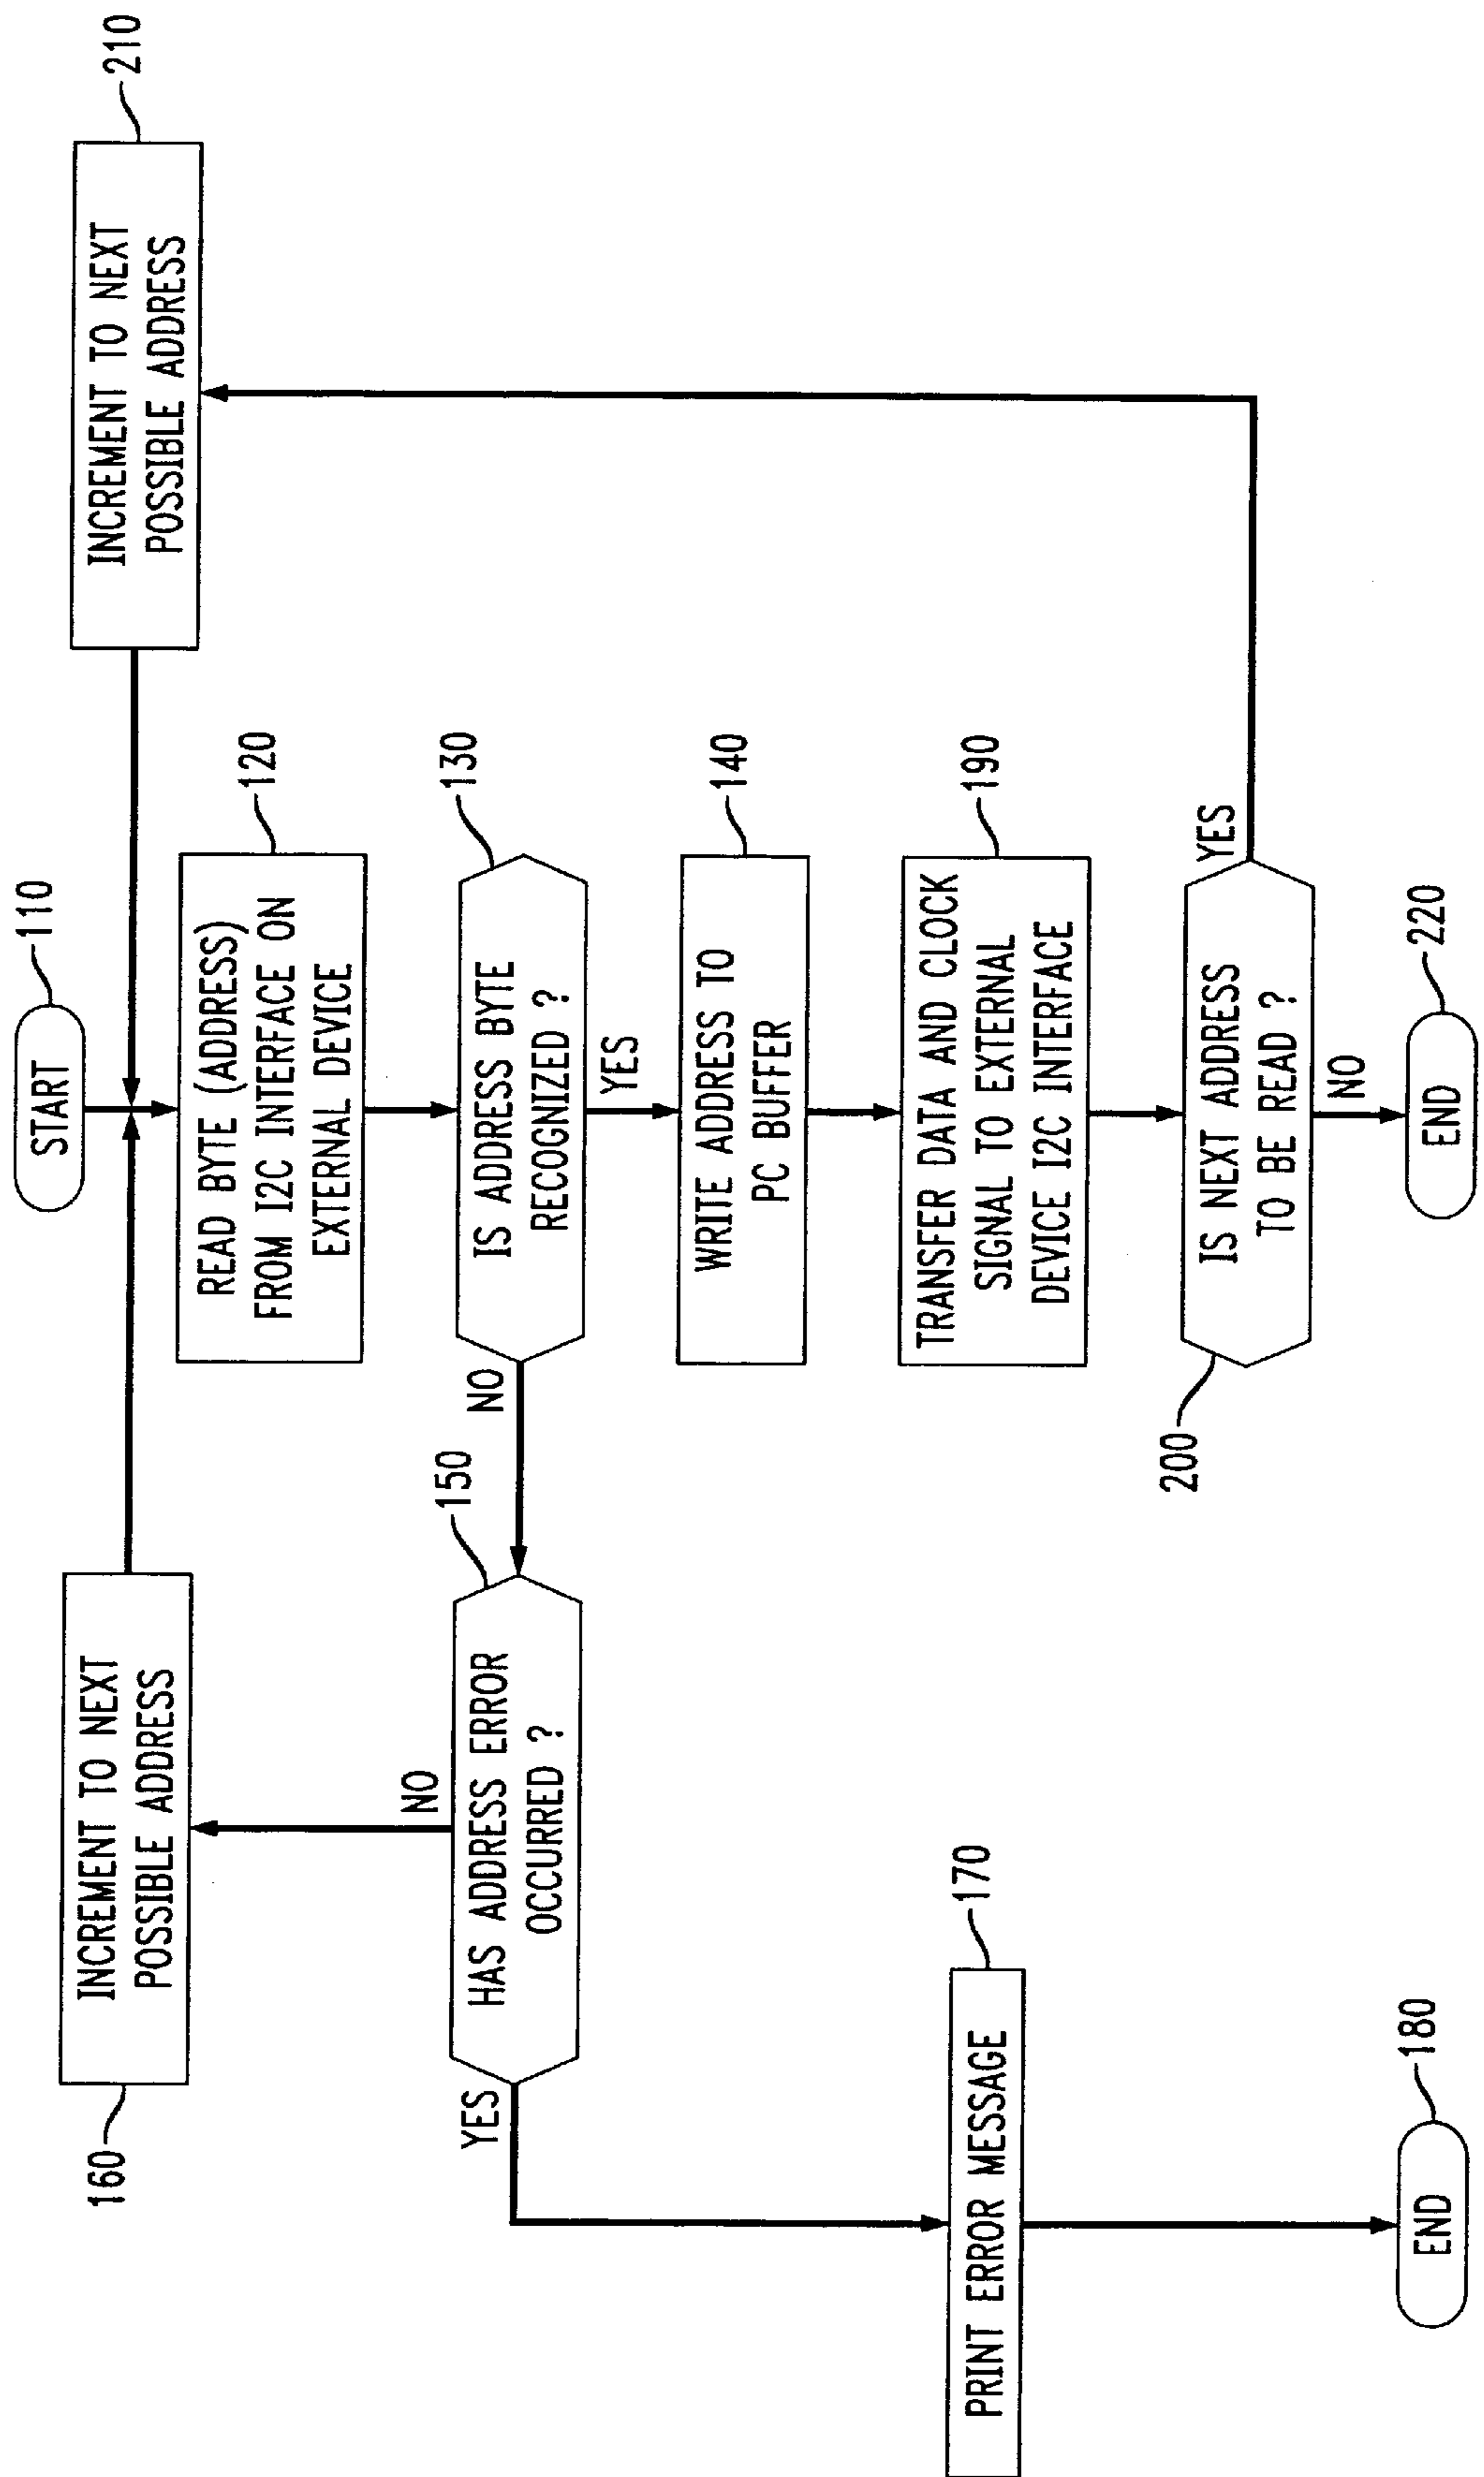 START
110
INCREMENT TO NEXT
POSSIBLE ADDRESS
160
INCREMENT TO NEXT
POSSIBLE ADDRESS
210
READ BYTE (ADDRESS)
FROM I2C INTERFACE ON
EXTERNAL DEVICE
120
IS ADDRESS BYTE
RECOGNIZED ?
130
NO
YES
HAS ADDRESS ERROR
OCCURRED ?
150
NO
YES
WRITE ADDRESS TO
PC BUFFER
140
TRANSFER DATA AND CLOCK
SIGNAL TO EXTERNAL
DEVICE I2C INTERFACE
190
PRINT ERROR MESSAGE
170
IS NEXT ADDRESS
TO BE READ ?
200
YES
NO
END
180
END
220